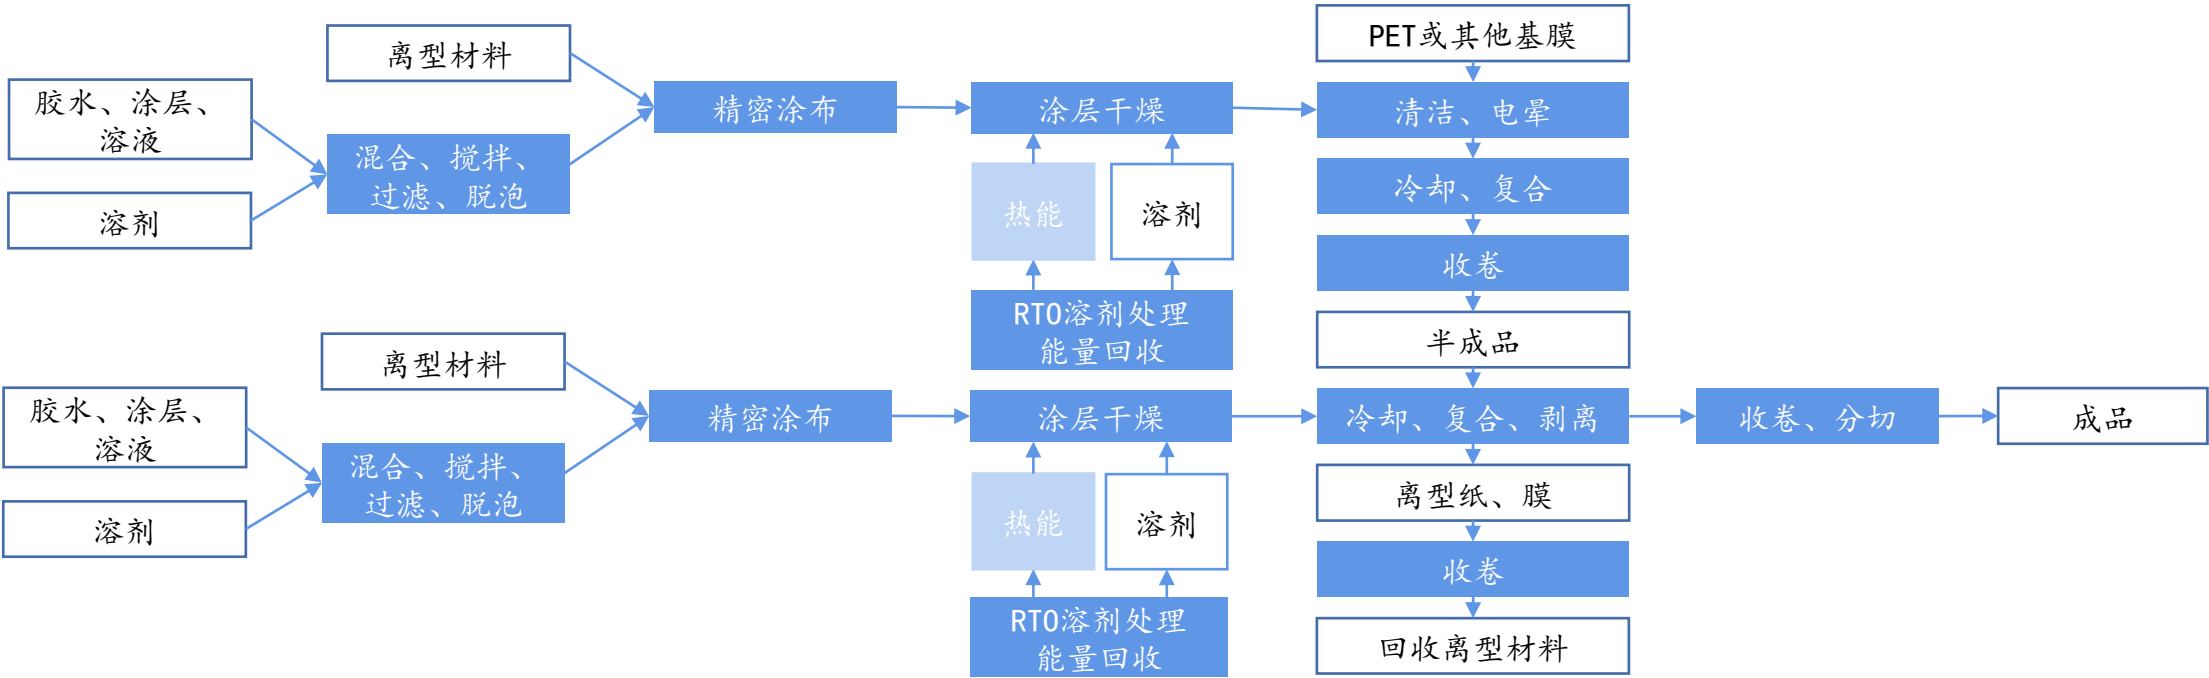 PET或其他基膜
离型材料
胶水、涂层、
溶液
精密涂布
涂层干燥
清洁、电晕
混合、搅拌、
过滤、脱泡
冷却、复合
溶剂
热能
溶剂
收卷
RTO溶剂处理
能量回收
半成品
离型材料
胶水、涂层、
溶液
精密涂布
涂层干燥
冷却、复合、剥离
收卷、分切
成品
混合、搅拌、
过滤、脱泡
离型纸、膜
溶剂
热能
溶剂
收卷
RTO溶剂处理
能量回收
回收离型材料